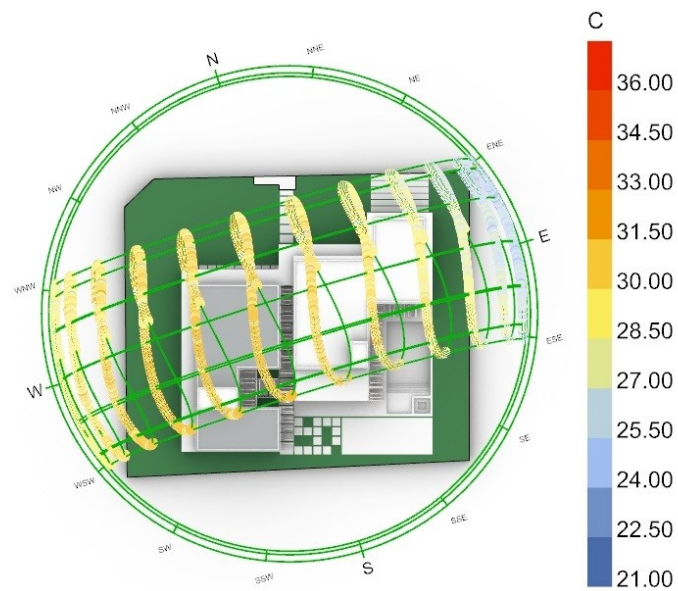 C
N
NNE
NNW
NE
36.00
34.50
ENE
NW
33.00
E
31.50
WNW
30.00
28.50
ESE
W
27.00
25.50
SE
WSW
24.00
SSE
22.50
SW
S
SSW
21.00